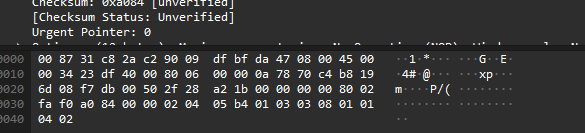 Checksum: 0xa084 [unverified]
[Checksum Status: Unverified]
Urgent Pointer: 0
0000 00 87 31 c8 2a c2 90 09 df bf da 47 08 00 45 00 ··1·*··· ···G··E·
0010 00 34 23 df 40 00 80 06 00 00 0a 78 70 c4 b8 19 ·4#·@··· ···xp···
0020 6d 08 f7 db 00 50 2f 28 a2 1b 00 00 00 00 80 02 m····P/( ········
0030 fa f0 a0 84 00 00 02 04 05 b4 01 03 03 08 01 01 ········ ········
0040 04 02 ··